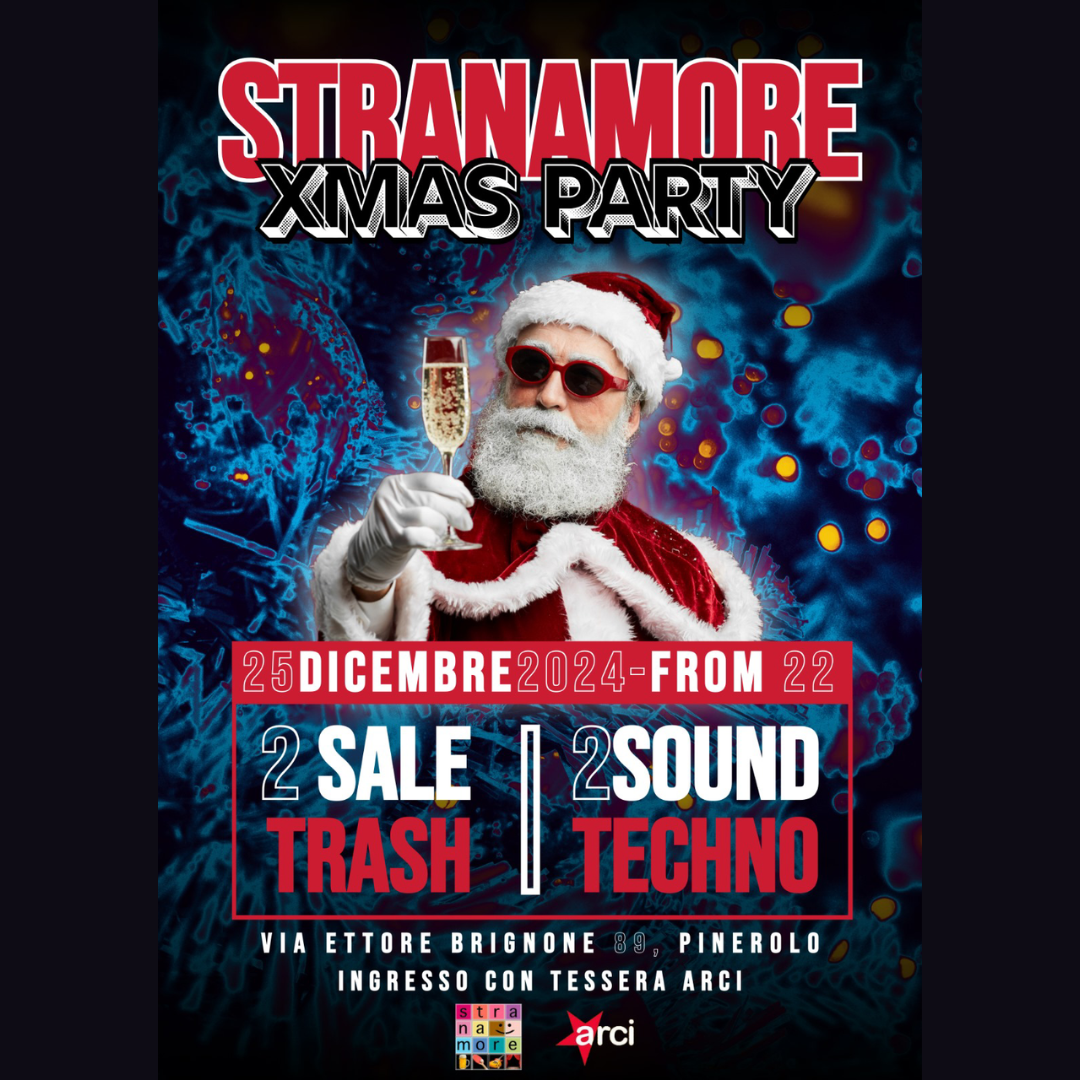 STRANAMORE
XMAS PARTY
25DICEMBRE2024-FROM 22
2 SALE
TRASH
2SOUND
TECHNO
VIA ETTORE BRIGNONE 89, PINEROLO
INGRESSO CON TESSERA ARCI
stra
na
more
arci